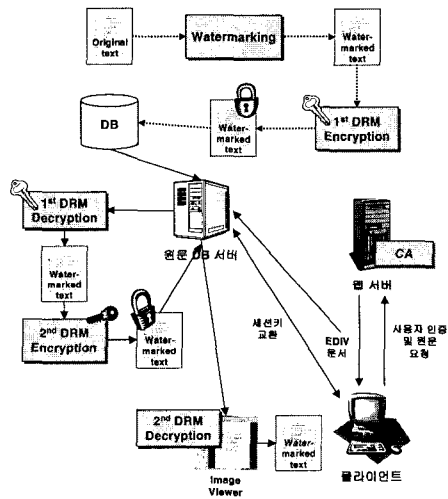 Original
text
Watermarking
Water-
marked
text
DB
Water-
marked
text
1st DRM
Encryption
1st DRM
Decryption
원문 DB 서버
CA
웹 서버
Water-
marked
text
2nd DRM
Encryption
Water-
marked
text
세션키
교환
EDIV
문서
사용자 인증
및 원문
요청
2nd DRM
Decryption
Water-
marked
text
Image
Viewer
클라이언트